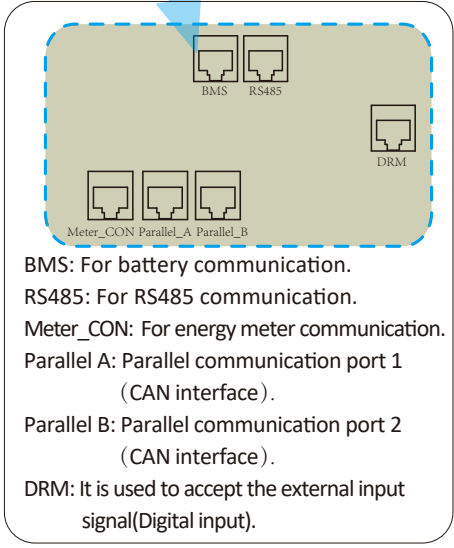 BMS RS485
DRM
Meter_CON Parallel_A Parallel_B
BMS: For battery communication.
RS485: For RS485 communication.
Meter_CON: For energy meter communication.
Parallel A: Parallel communication port 1
（CAN interface）.
Parallel B: Parallel communication port 2
（CAN interface）.
DRM: It is used to accept the external input
signal(Digital input).